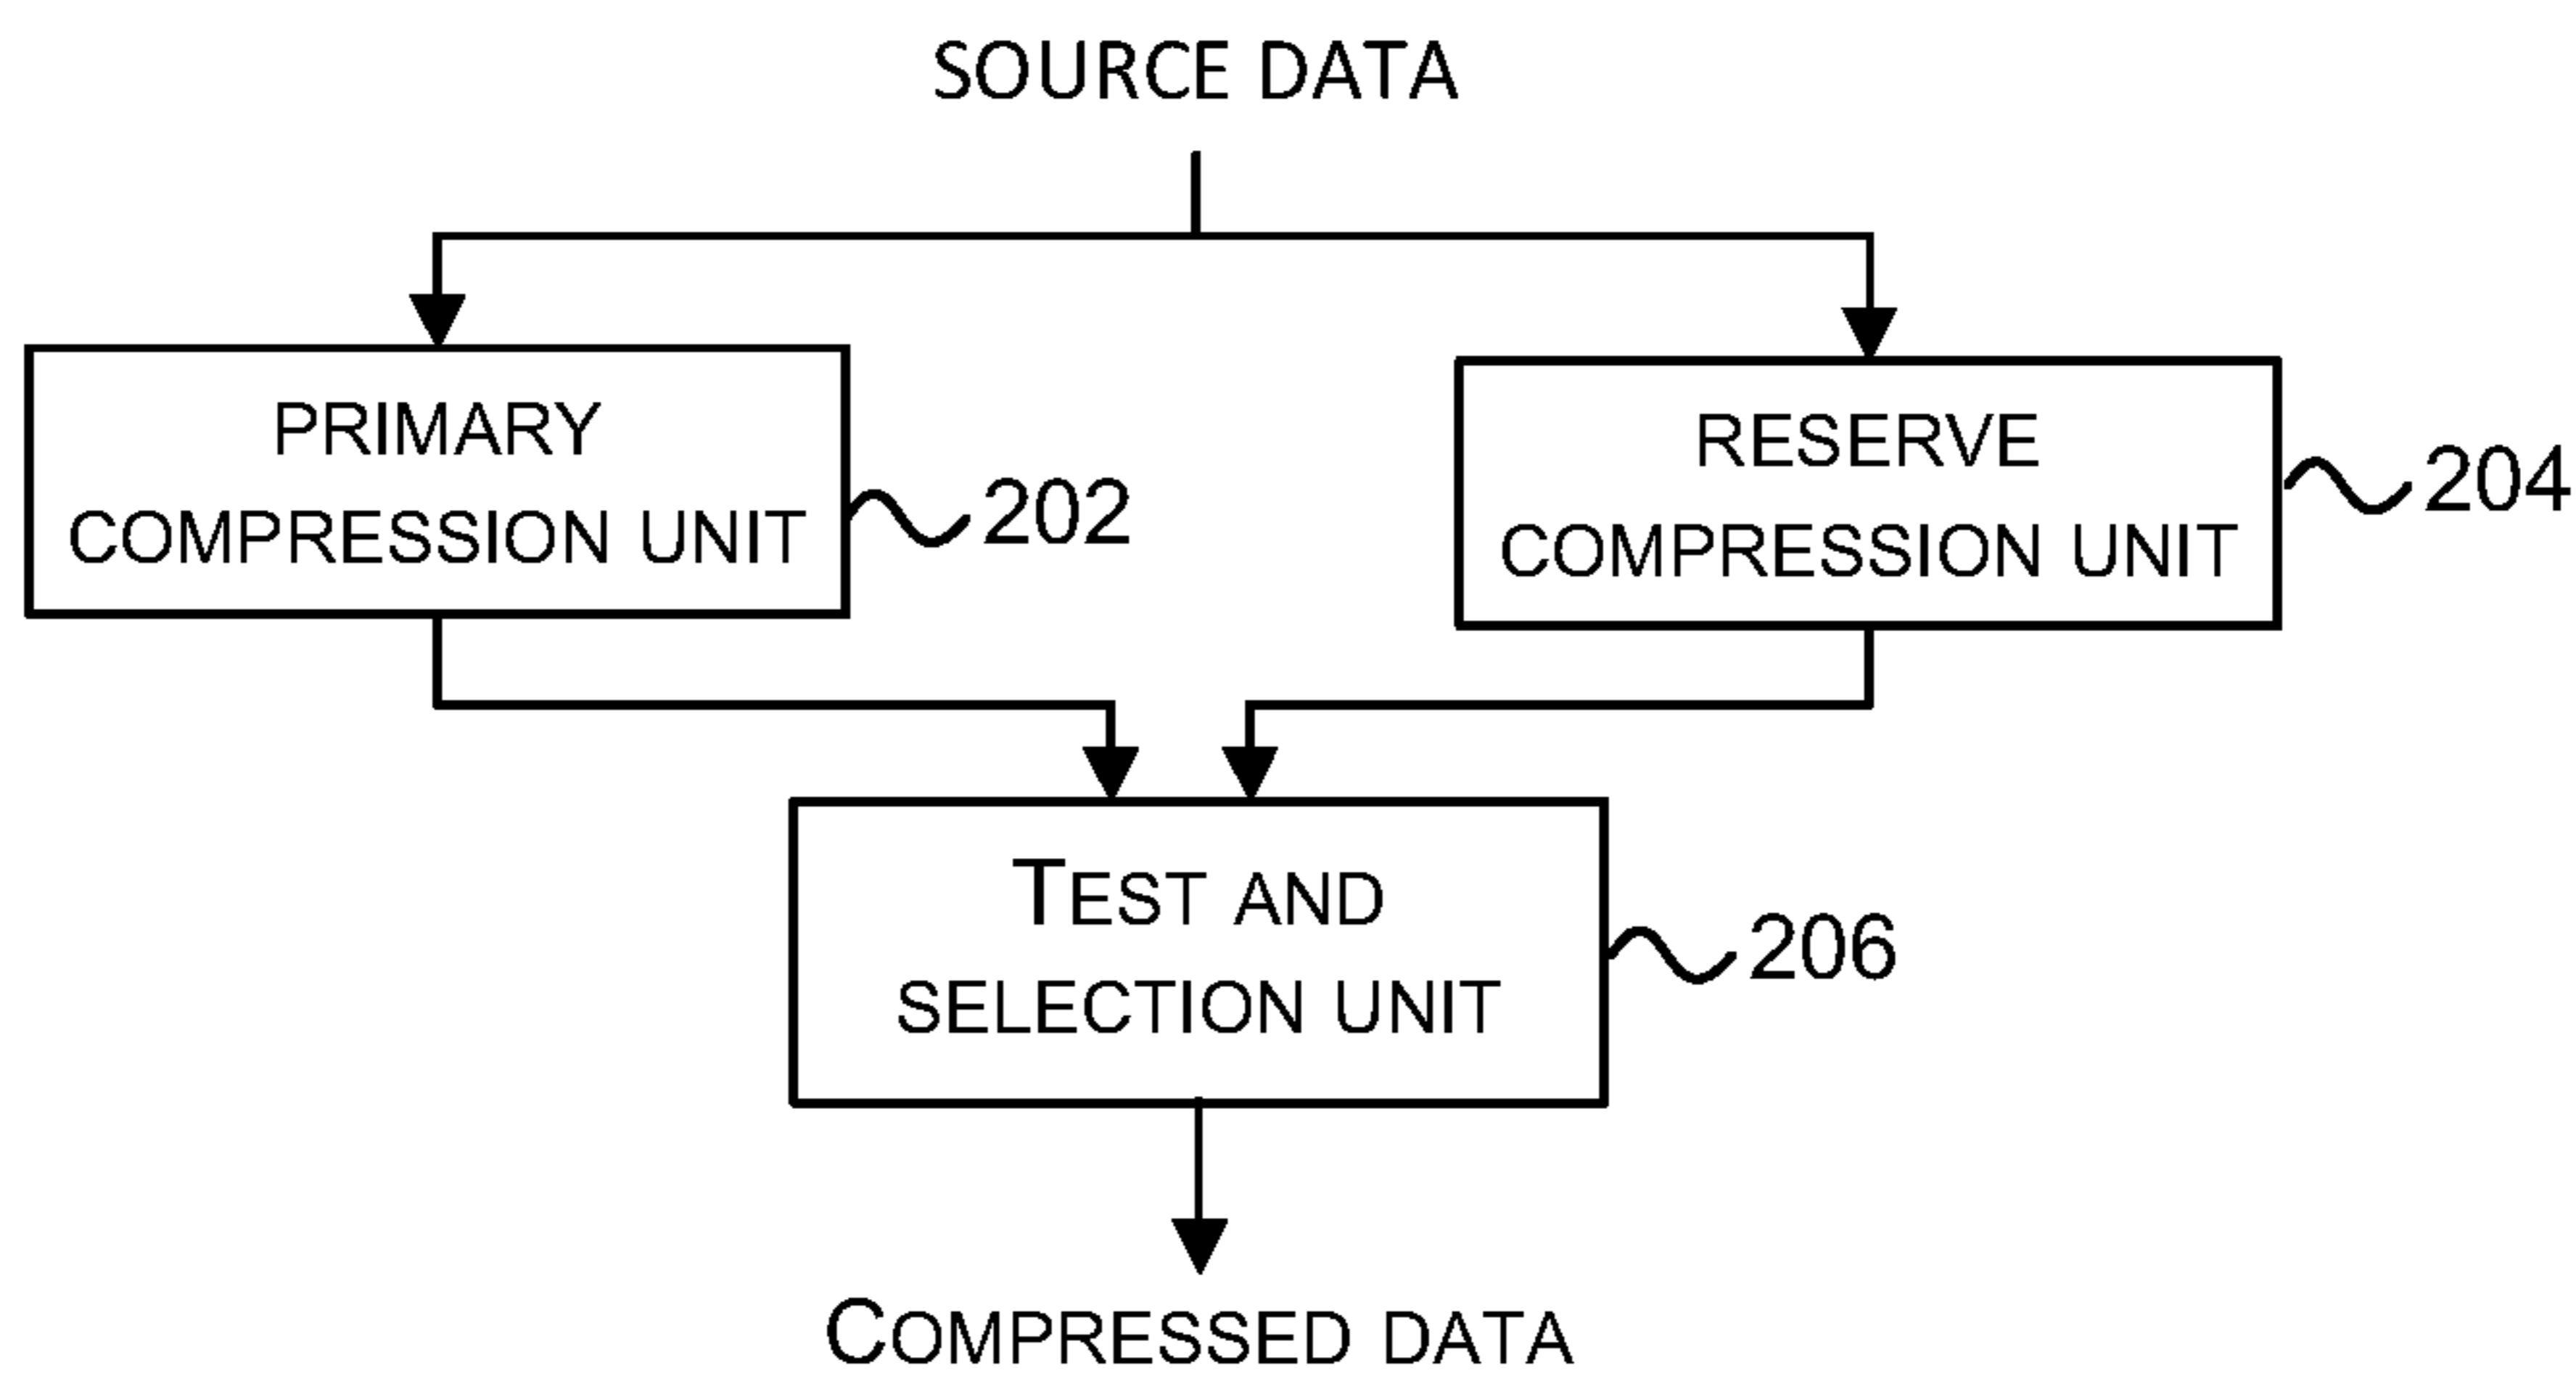 SOURCE DATA
PRIMARY
COMPRESSION UNIT
202
RESERVE
COMPRESSION UNIT
204
TEST AND
SELECTION UNIT
206
COMPRESSED DATA